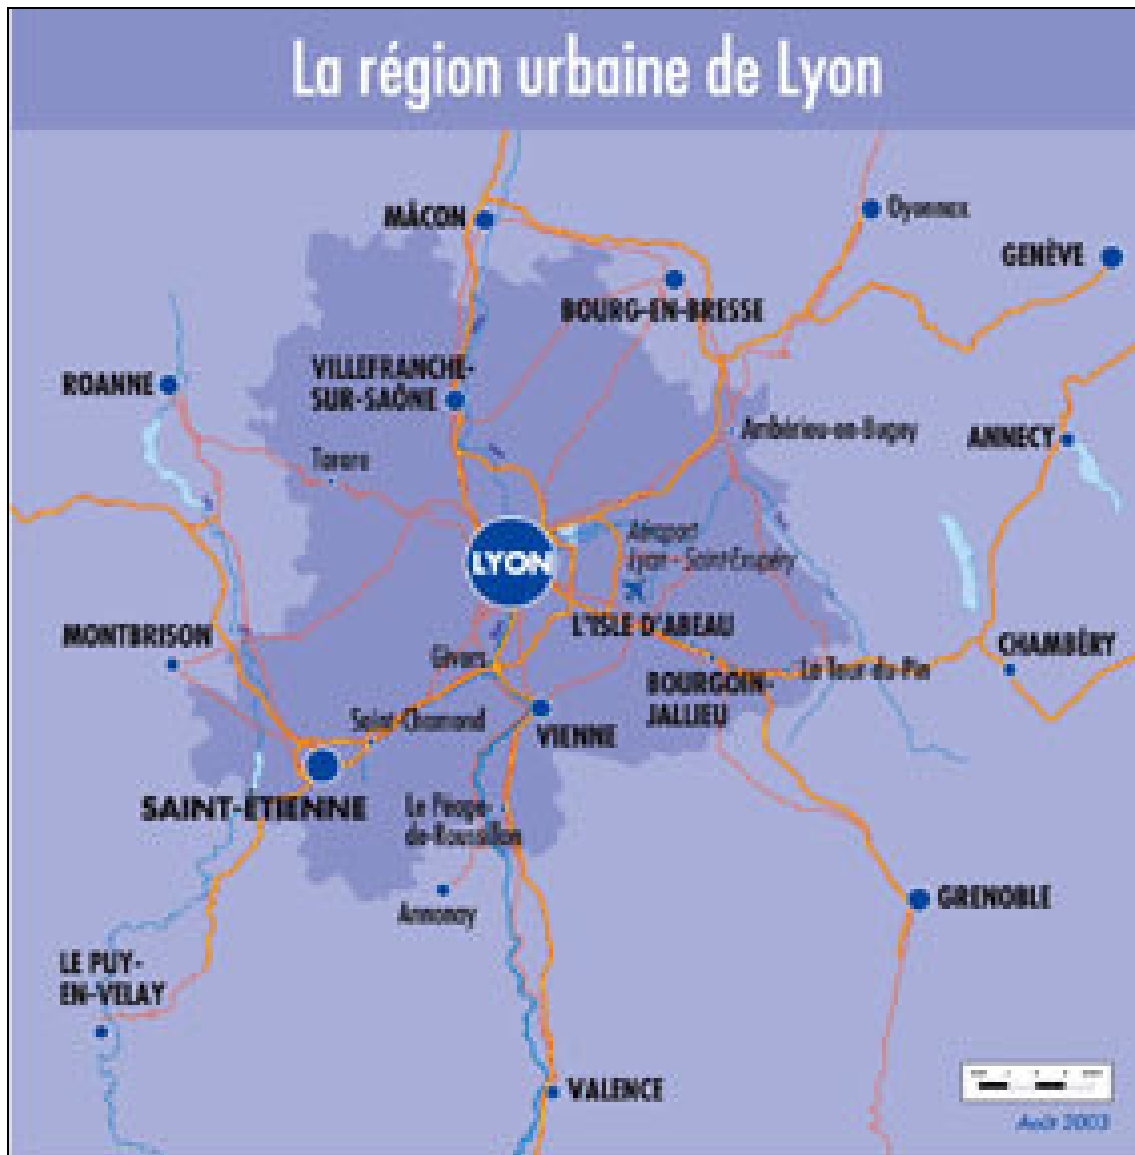 La région urbaine de Lyon
MÂCON
Oyonnax
GENÈVE
BOURG-EN-BRESSE
VILLEFRANCHE-
SUR-SAÔNE
ROANNE
Ambérieu-en-Bugey
ANNECY
Tarare
Aéroport
Lyon - Saint-Exupéry
LYON
L'ISLE D'ABEAU
MONTBRISON
Givors
CHAMBÉRY
La Tour-du-Pin
BOURGOIN-
JALLIEU
Saint-Chamond
VIENNE
SAINT-ÉTIENNE
Le Péage-
de-Roussillon
Annonay
GRENOBLE
LE PUY-
EN-VELAY
VALENCE
Août 2003